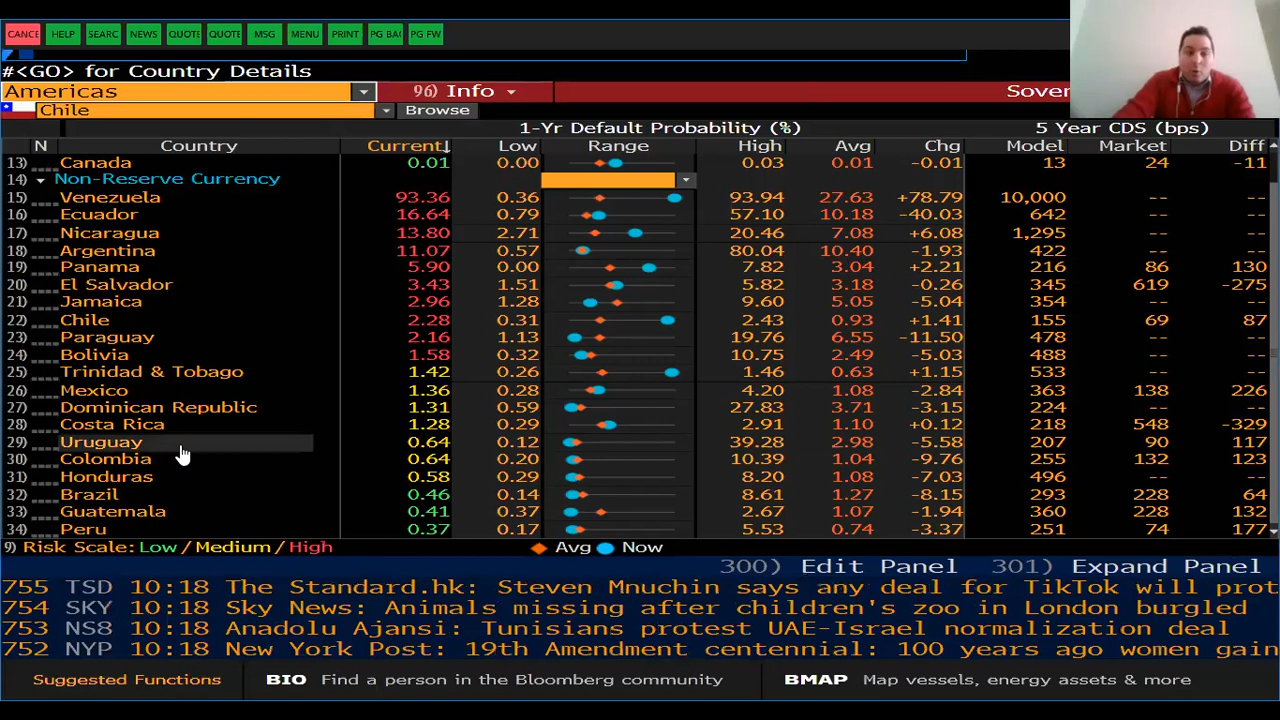 CANCE HELP SEARC NEWS QUOTE QUOTE MSG MENU PRINT PG BAC PG FW
#<GO> for Country Details
Americas 96) Info Sover
Chile Browse
1-Yr Default Probability (%) 5 Year CDS (bps)
N Country Current↓ Low Range High Avg Chg Model Market Diff
13) Canada 0.01 0.00 0.03 0.01 -0.01 13 24 -11
14) Non-Reserve Currency
15) Venezuela 93.36 0.36 93.94 27.63 +78.79 10,000 -- --
16) Ecuador 16.64 0.79 57.10 10.18 -40.03 642 -- --
17) Nicaragua 13.80 2.71 20.46 7.08 +6.08 1,295 -- --
18) Argentina 11.07 0.57 80.04 10.40 -1.93 422 -- --
19) Panama 5.90 0.00 7.82 3.04 +2.21 216 86 130
20) El Salvador 3.43 1.51 5.82 3.18 -0.26 345 619 -275
21) Jamaica 2.96 1.28 9.60 5.05 -5.04 354 -- --
22) Chile 2.28 0.31 2.43 0.93 +1.41 155 69 87
23) Paraguay 2.16 1.13 19.76 6.55 -11.50 478 -- --
24) Bolivia 1.58 0.32 10.75 2.49 -5.03 488 -- --
25) Trinidad & Tobago 1.42 0.26 1.46 0.63 +1.15 533 -- --
26) Mexico 1.36 0.28 4.20 1.08 -2.84 363 138 226
27) Dominican Republic 1.31 0.59 27.83 3.71 -3.15 224 -- --
28) Costa Rica 1.28 0.29 2.91 1.10 +0.12 218 548 -329
29) Uruguay 0.64 0.12 39.28 2.98 -5.58 207 90 117
30) Colombia 0.64 0.20 10.39 1.04 -9.76 255 132 123
31) Honduras 0.58 0.29 8.20 1.08 -7.03 496 -- --
32) Brazil 0.46 0.14 8.61 1.27 -8.15 293 228 64
33) Guatemala 0.41 0.37 2.67 1.07 -1.94 360 228 132
34) Peru 0.37 0.17 5.53 0.74 -3.37 251 74 177
9) Risk Scale: Low / Medium / High Avg Now
300) Edit Panel 301) Expand Panel
755 TSD 10:18 The Standard.hk: Steven Mnuchin says any deal for TikTok will prot
754 SKY 10:18 Sky News: Animals missing after children's zoo in London burgled
753 NS8 10:18 Anadolu Ajansi: Tunisians protest UAE-Israel normalization deal
752 NYP 10:18 New York Post: 19th Amendment centennial: 100 years ago women gain
Suggested Functions BIO Find a person in the Bloomberg community BMAP Map vessels, energy assets & more